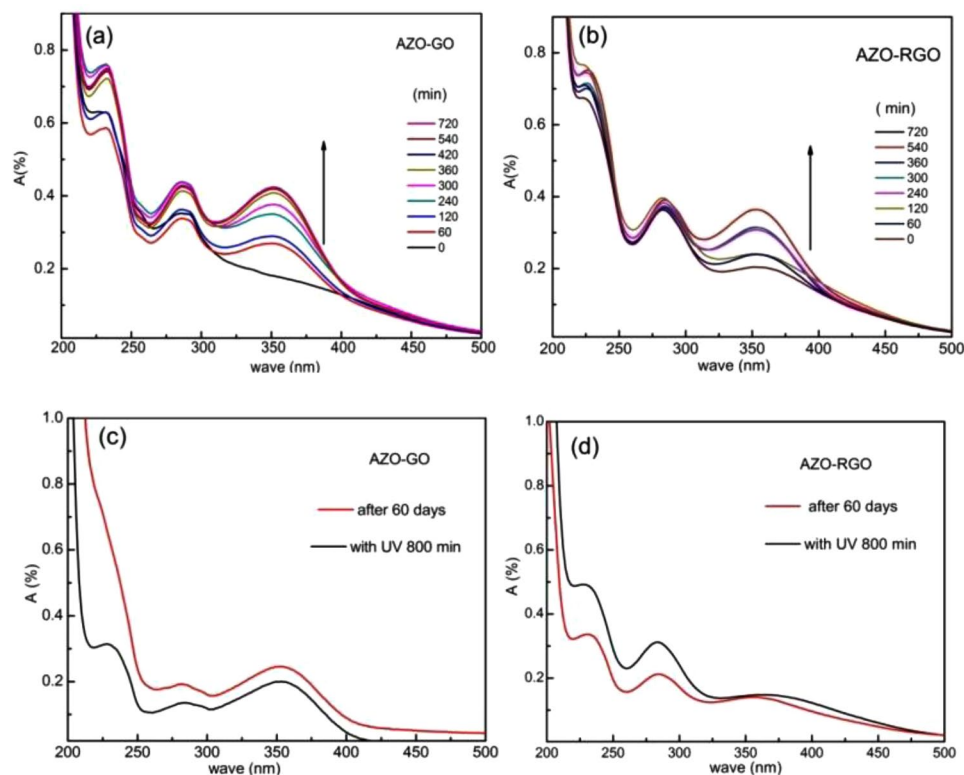 (a)
AZO-GO
(min)
720
540
420
360
300
240
120
60
0
A(%)
0.8
0.6
0.4
0.2
200 250 300 350 400 450 500
wave (nm)
(b)
AZO-RGO
( min)
720
540
360
300
240
120
60
0
A(%)
0.8
0.6
0.4
0.2
200 250 300 350 400 450 500
wave (nm)
(c)
AZO-GO
after 60 days
with UV 800 min
A (%)
1.0
0.8
0.6
0.4
0.2
200 250 300 350 400 450 500
wave (nm)
(d)
AZO-RGO
after 60 days
with UV 800 min
A (%)
1.0
0.8
0.6
0.4
0.2
200 250 300 350 400 450 500
wave (nm)